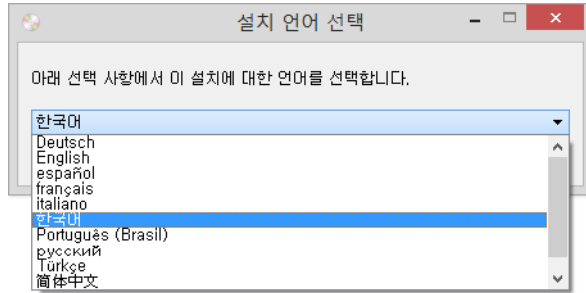 설치 언어 선택
아래 선택 사항에서 이 설치에 대한 언어를 선택합니다.
한국어
Deutsch
English
español
français
italiano
한국어
Português (Brasil)
русский
Türkçe
简体中文